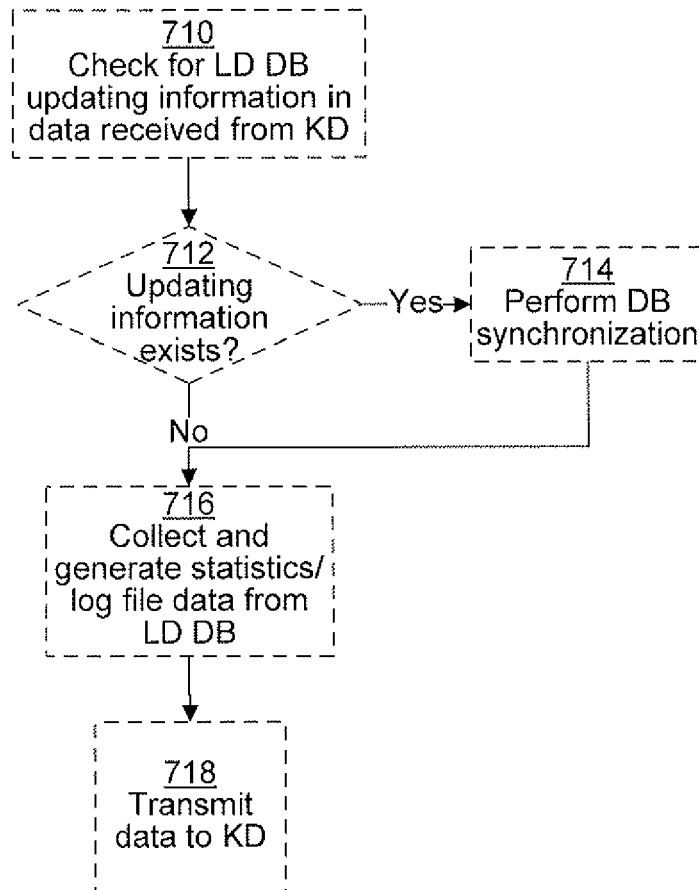 710
Check for LD DB
updating information in
data received from KD
712
Updating
information
exists?
Yes
714
Perform DB
synchronization
No
716
Collect and
generate statistics/
log file data from
LD DB
718
Transmit
data to KD